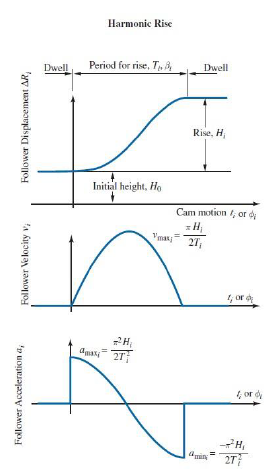 Harmonic Rise
Dwell Period for rise, Tᵢ, βᵢ Dwell
Follower Displacement ΔRᵢ
Rise, Hᵢ
Initial height, H₀
Cam motion tᵢ or ϕᵢ
Follower Velocity vᵢ
vmaxᵢ = πHᵢ / 2Tᵢ
tᵢ or ϕᵢ
Follower Acceleration aᵢ
amaxᵢ = π²Hᵢ / 2Tᵢ²
tᵢ or ϕᵢ
aminᵢ = −π²Hᵢ / 2Tᵢ²